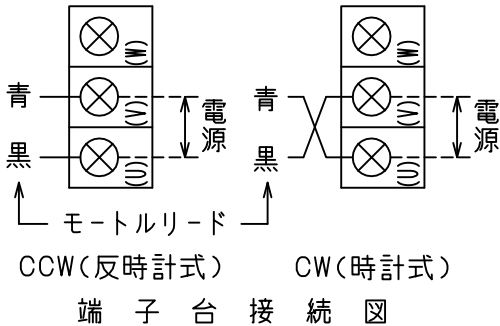 (W)
(W)
青
(V)
電源
青
(V)
電源
黒
(U)
黒
(U)
モートルリード
CCW(反時計式)
CW(時計式)
端子台接続図